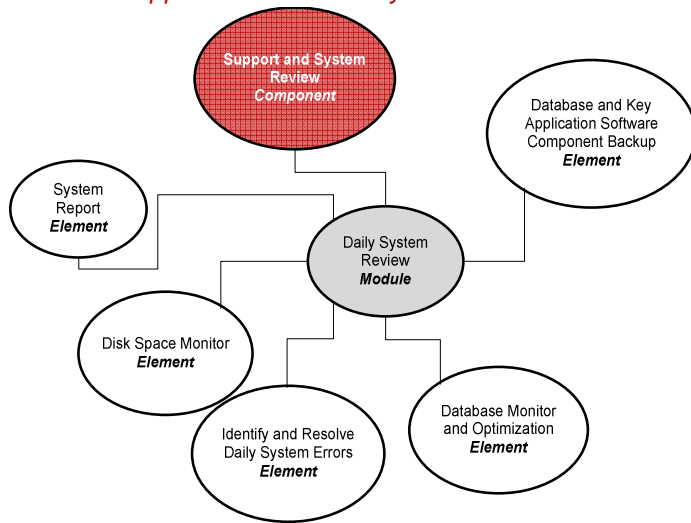 Support and System
Review
Component
Database and Key
Application Software
Component Backup
Element
System
Report
Element
Daily System
Review
Module
Disk Space Monitor
Element
Identify and Resolve
Daily System Errors
Element
Database Monitor
and Optimization
Element